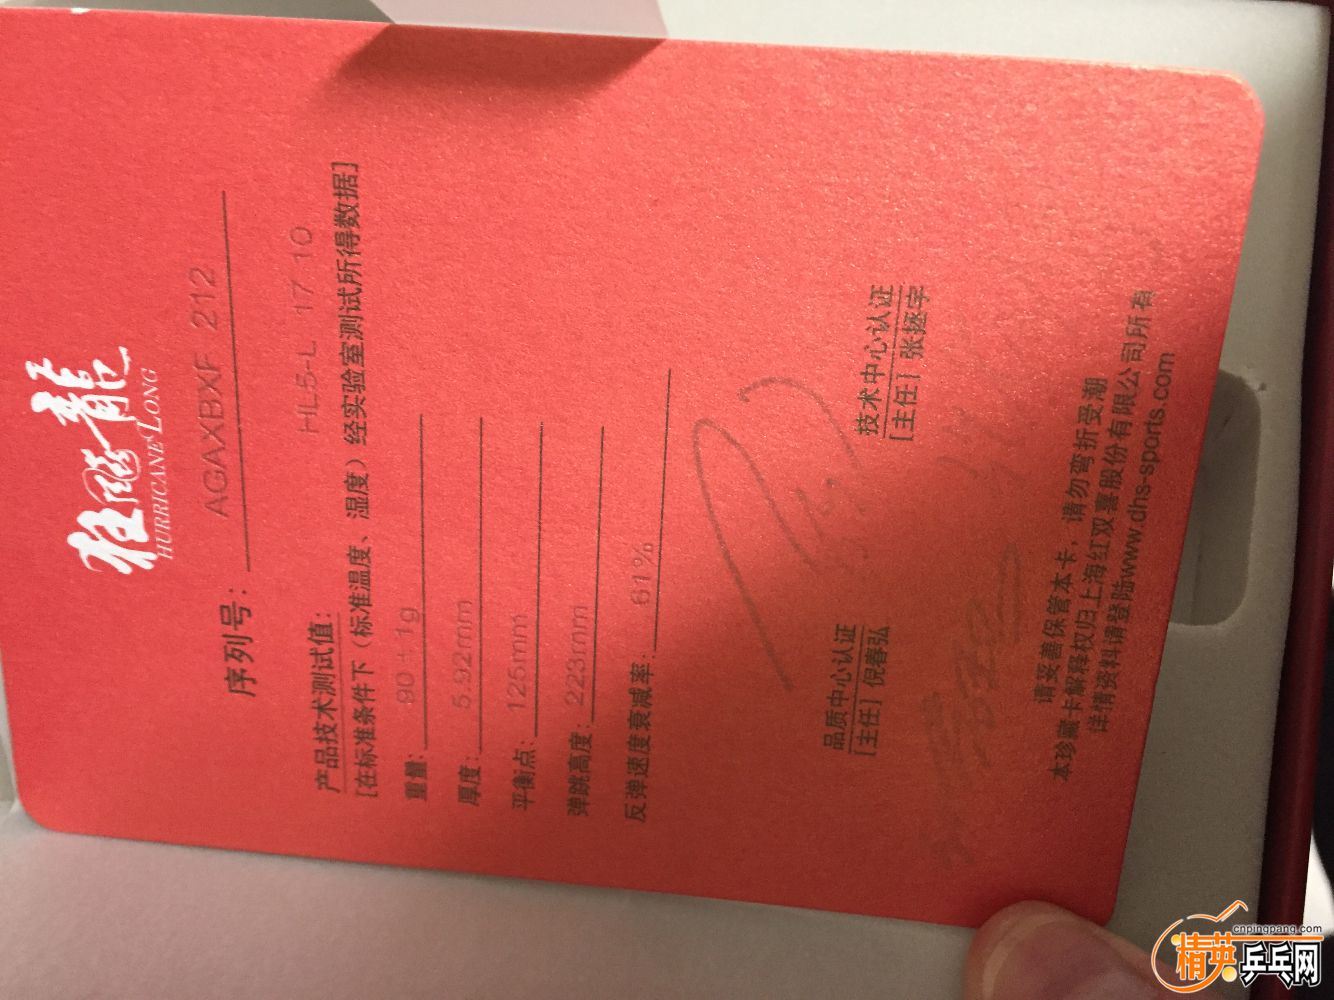 狂飚龍
HURRICANE LONG
序列号： AGAXBXF 212
HL5-L 17 10
产品技术测试值：
[在标准条件下（标准温度、湿度）经实验室测试所得数据]
重量： 90±1g
厚度： 5.92mm
平衡点： 125mm
弹跳高度： 223mm
反弹速度衰减率： 61%
品质中心认证 技术中心认证
[主任] 倪春弘 [主任] 张拯宇
请妥善保管本卡，请勿弯折受潮
本珍藏卡解释权归上海红双喜股份有限公司所有
详情资料请登陆www.dhs-sports.com
cnpingpang.com
精英乒乓网